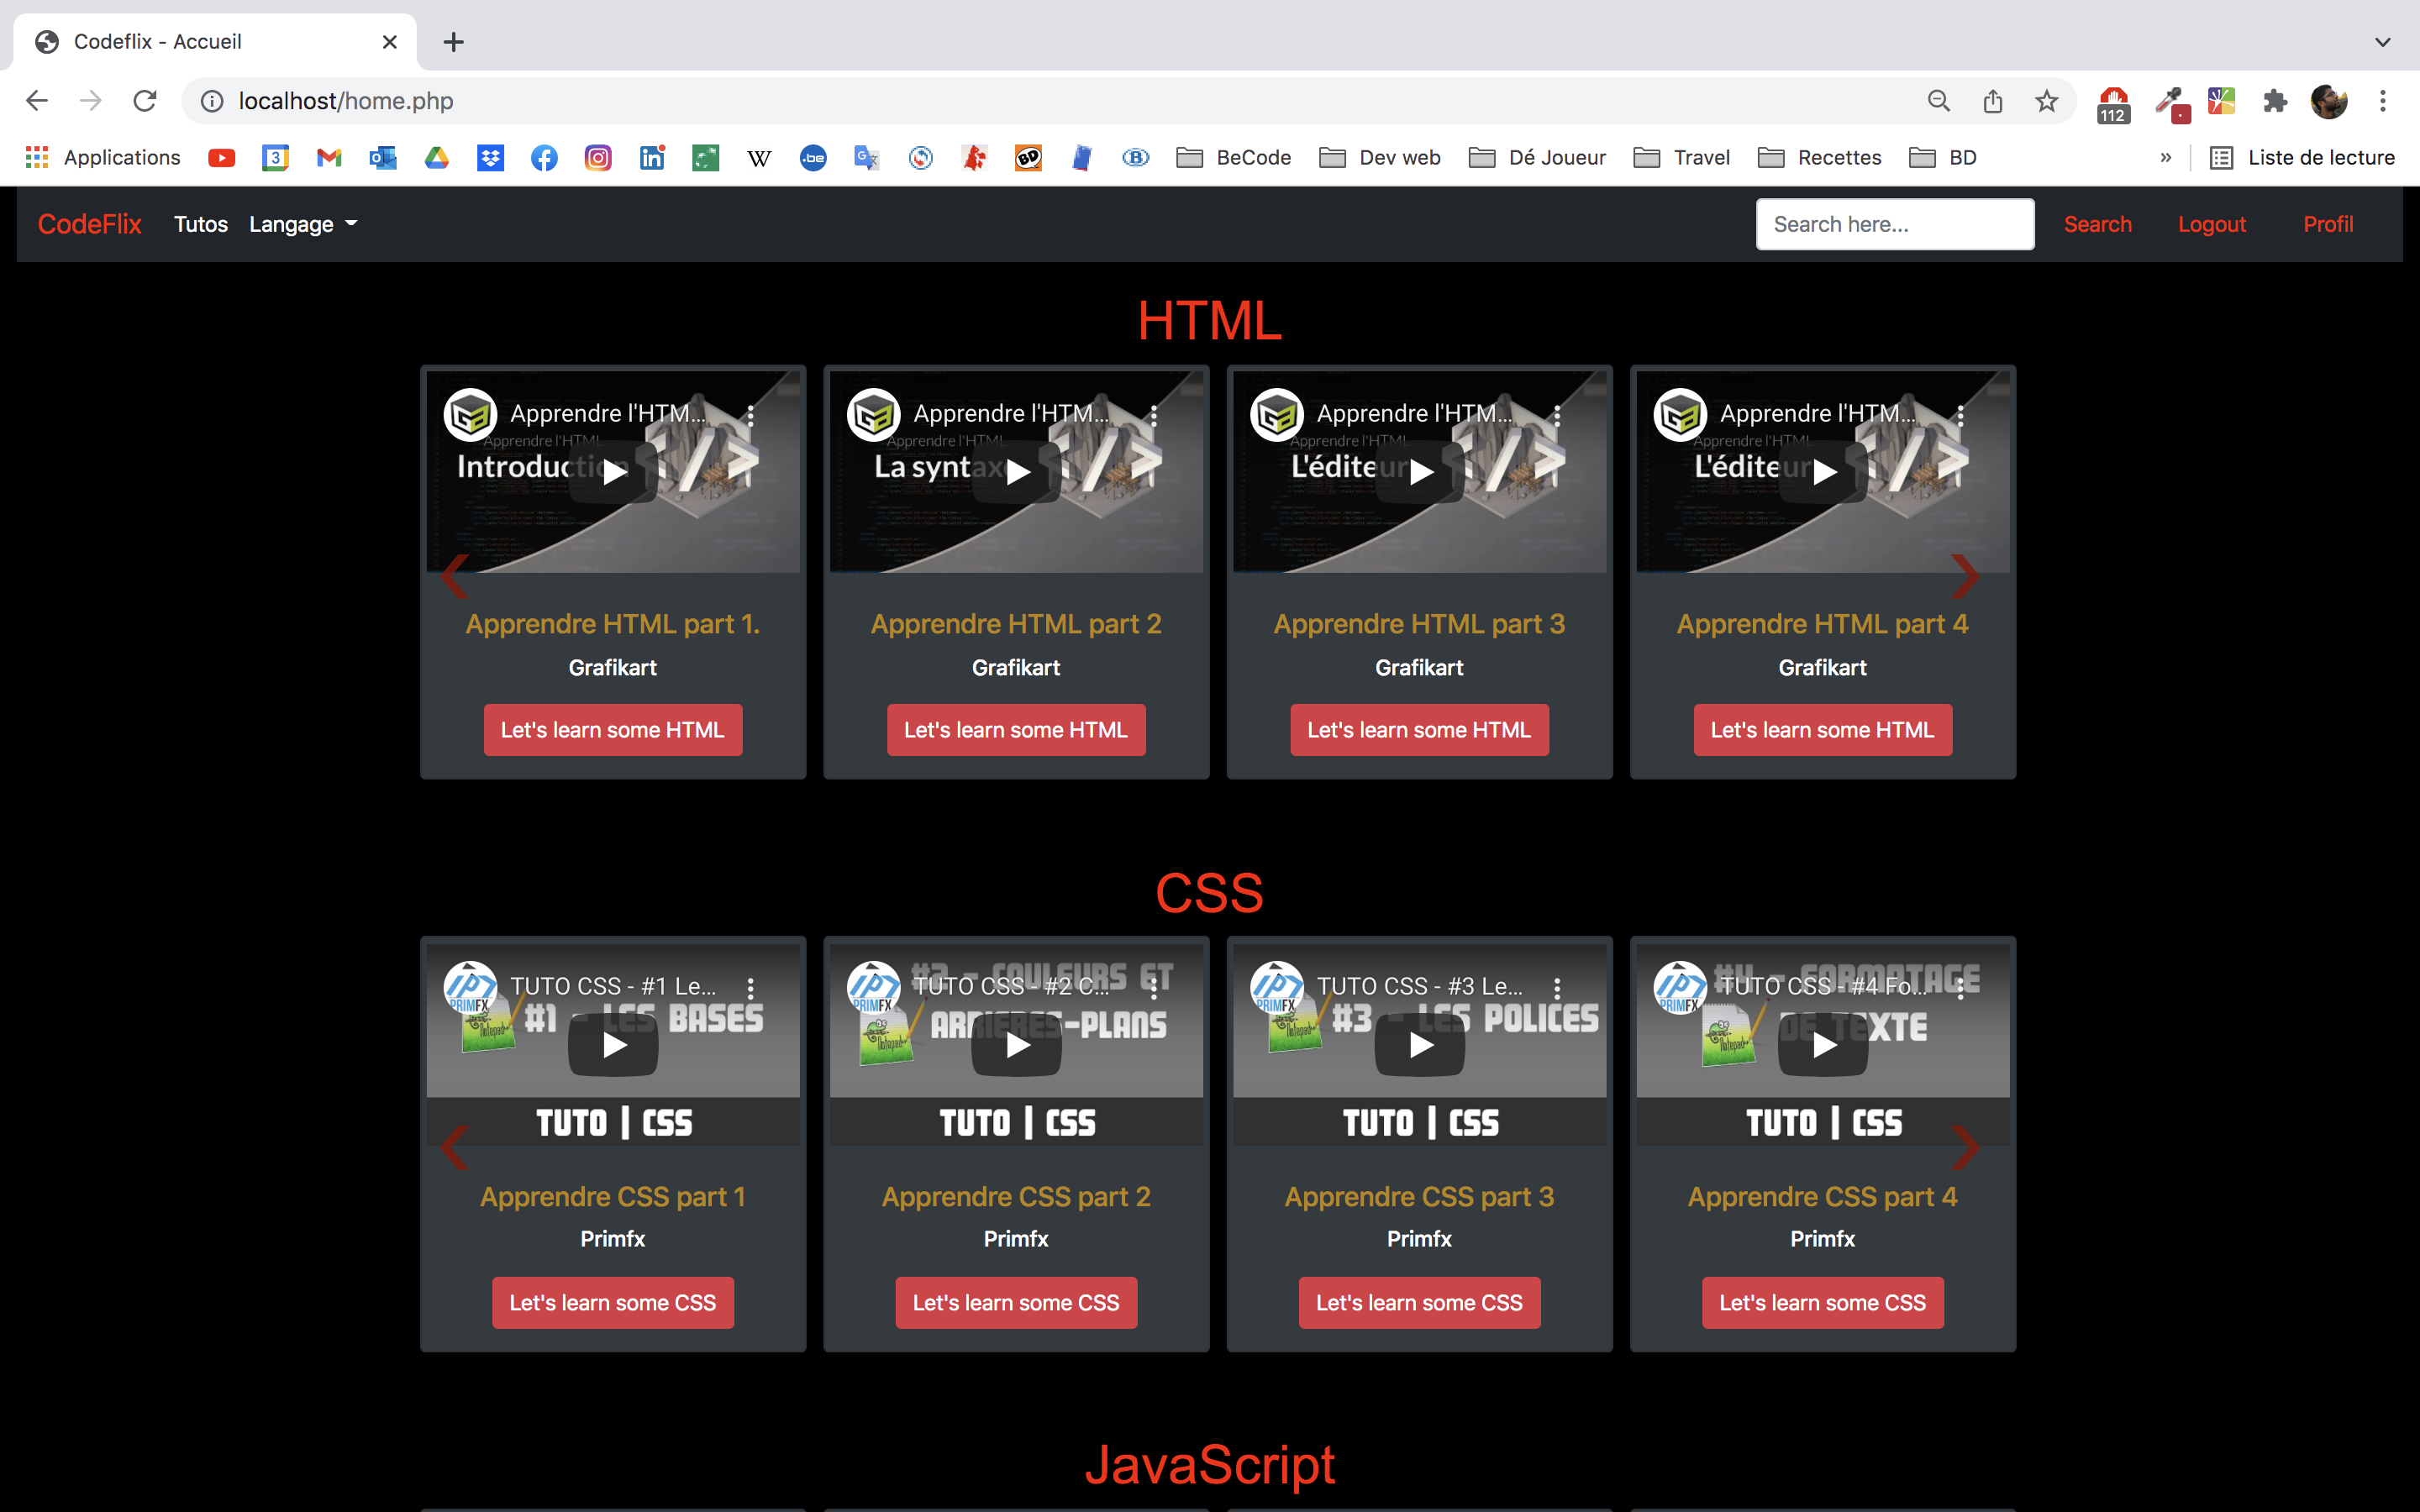 Codeflix - Accueil
localhost/home.php
112
Applications
3
W
.be
BD
B
BeCode
Dev web
Dé Joueur
Travel
Recettes
BD
»
Liste de lecture
CodeFlix
Tutos
Langage
Search here...
Search
Logout
Profil
HTML
Apprendre l'HTM...
Apprendre l'HTM...
Apprendre l'HTM...
Apprendre l'HTM...
Apprendre l'HTML
Apprendre l'HTML
Apprendre l'HTML
Apprendre l'HTML
Introduction
La syntaxe
L'éditeur
L'éditeur
Apprendre HTML part 1.
Apprendre HTML part 2
Apprendre HTML part 3
Apprendre HTML part 4
Grafikart
Grafikart
Grafikart
Grafikart
Let's learn some HTML
Let's learn some HTML
Let's learn some HTML
Let's learn some HTML
CSS
TUTO CSS - #1 Le...
TUTO CSS - #2 C...
TUTO CSS - #3 Le...
TUTO CSS - #4 Fo...
PRIMFX
PRIMFX
PRIMFX
PRIMFX
#1 - LES BASES
#2 - COULEURS ET
ARRIERES-PLANS
#3 - LES POLICES
#4 - FORMATAGE
DE TEXTE
TUTO | CSS
TUTO | CSS
TUTO | CSS
TUTO | CSS
Apprendre CSS part 1
Apprendre CSS part 2
Apprendre CSS part 3
Apprendre CSS part 4
Primfx
Primfx
Primfx
Primfx
Let's learn some CSS
Let's learn some CSS
Let's learn some CSS
Let's learn some CSS
JavaScript